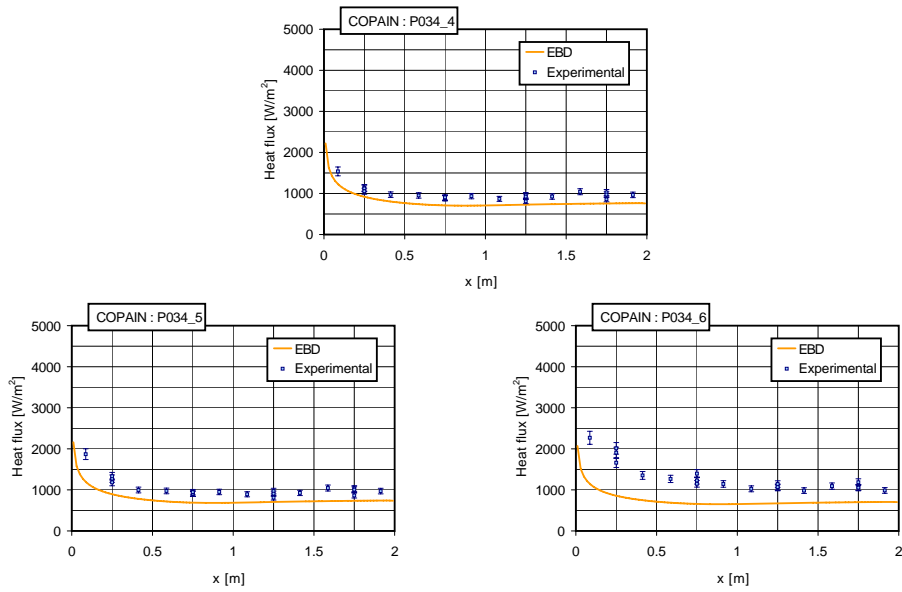 COPAIN : P034_4
5000
4000
3000
2000
1000
0
Heat flux [W/m²]
EBD
Experimental
0 0.5 1 1.5 2
x [m]
COPAIN : P034_5
5000
4000
3000
2000
1000
0
Heat flux [W/m²]
EBD
Experimental
0 0.5 1 1.5 2
x [m]
COPAIN : P034_6
5000
4000
3000
2000
1000
0
Heat flux [W/m²]
EBD
Experimental
0 0.5 1 1.5 2
x [m]